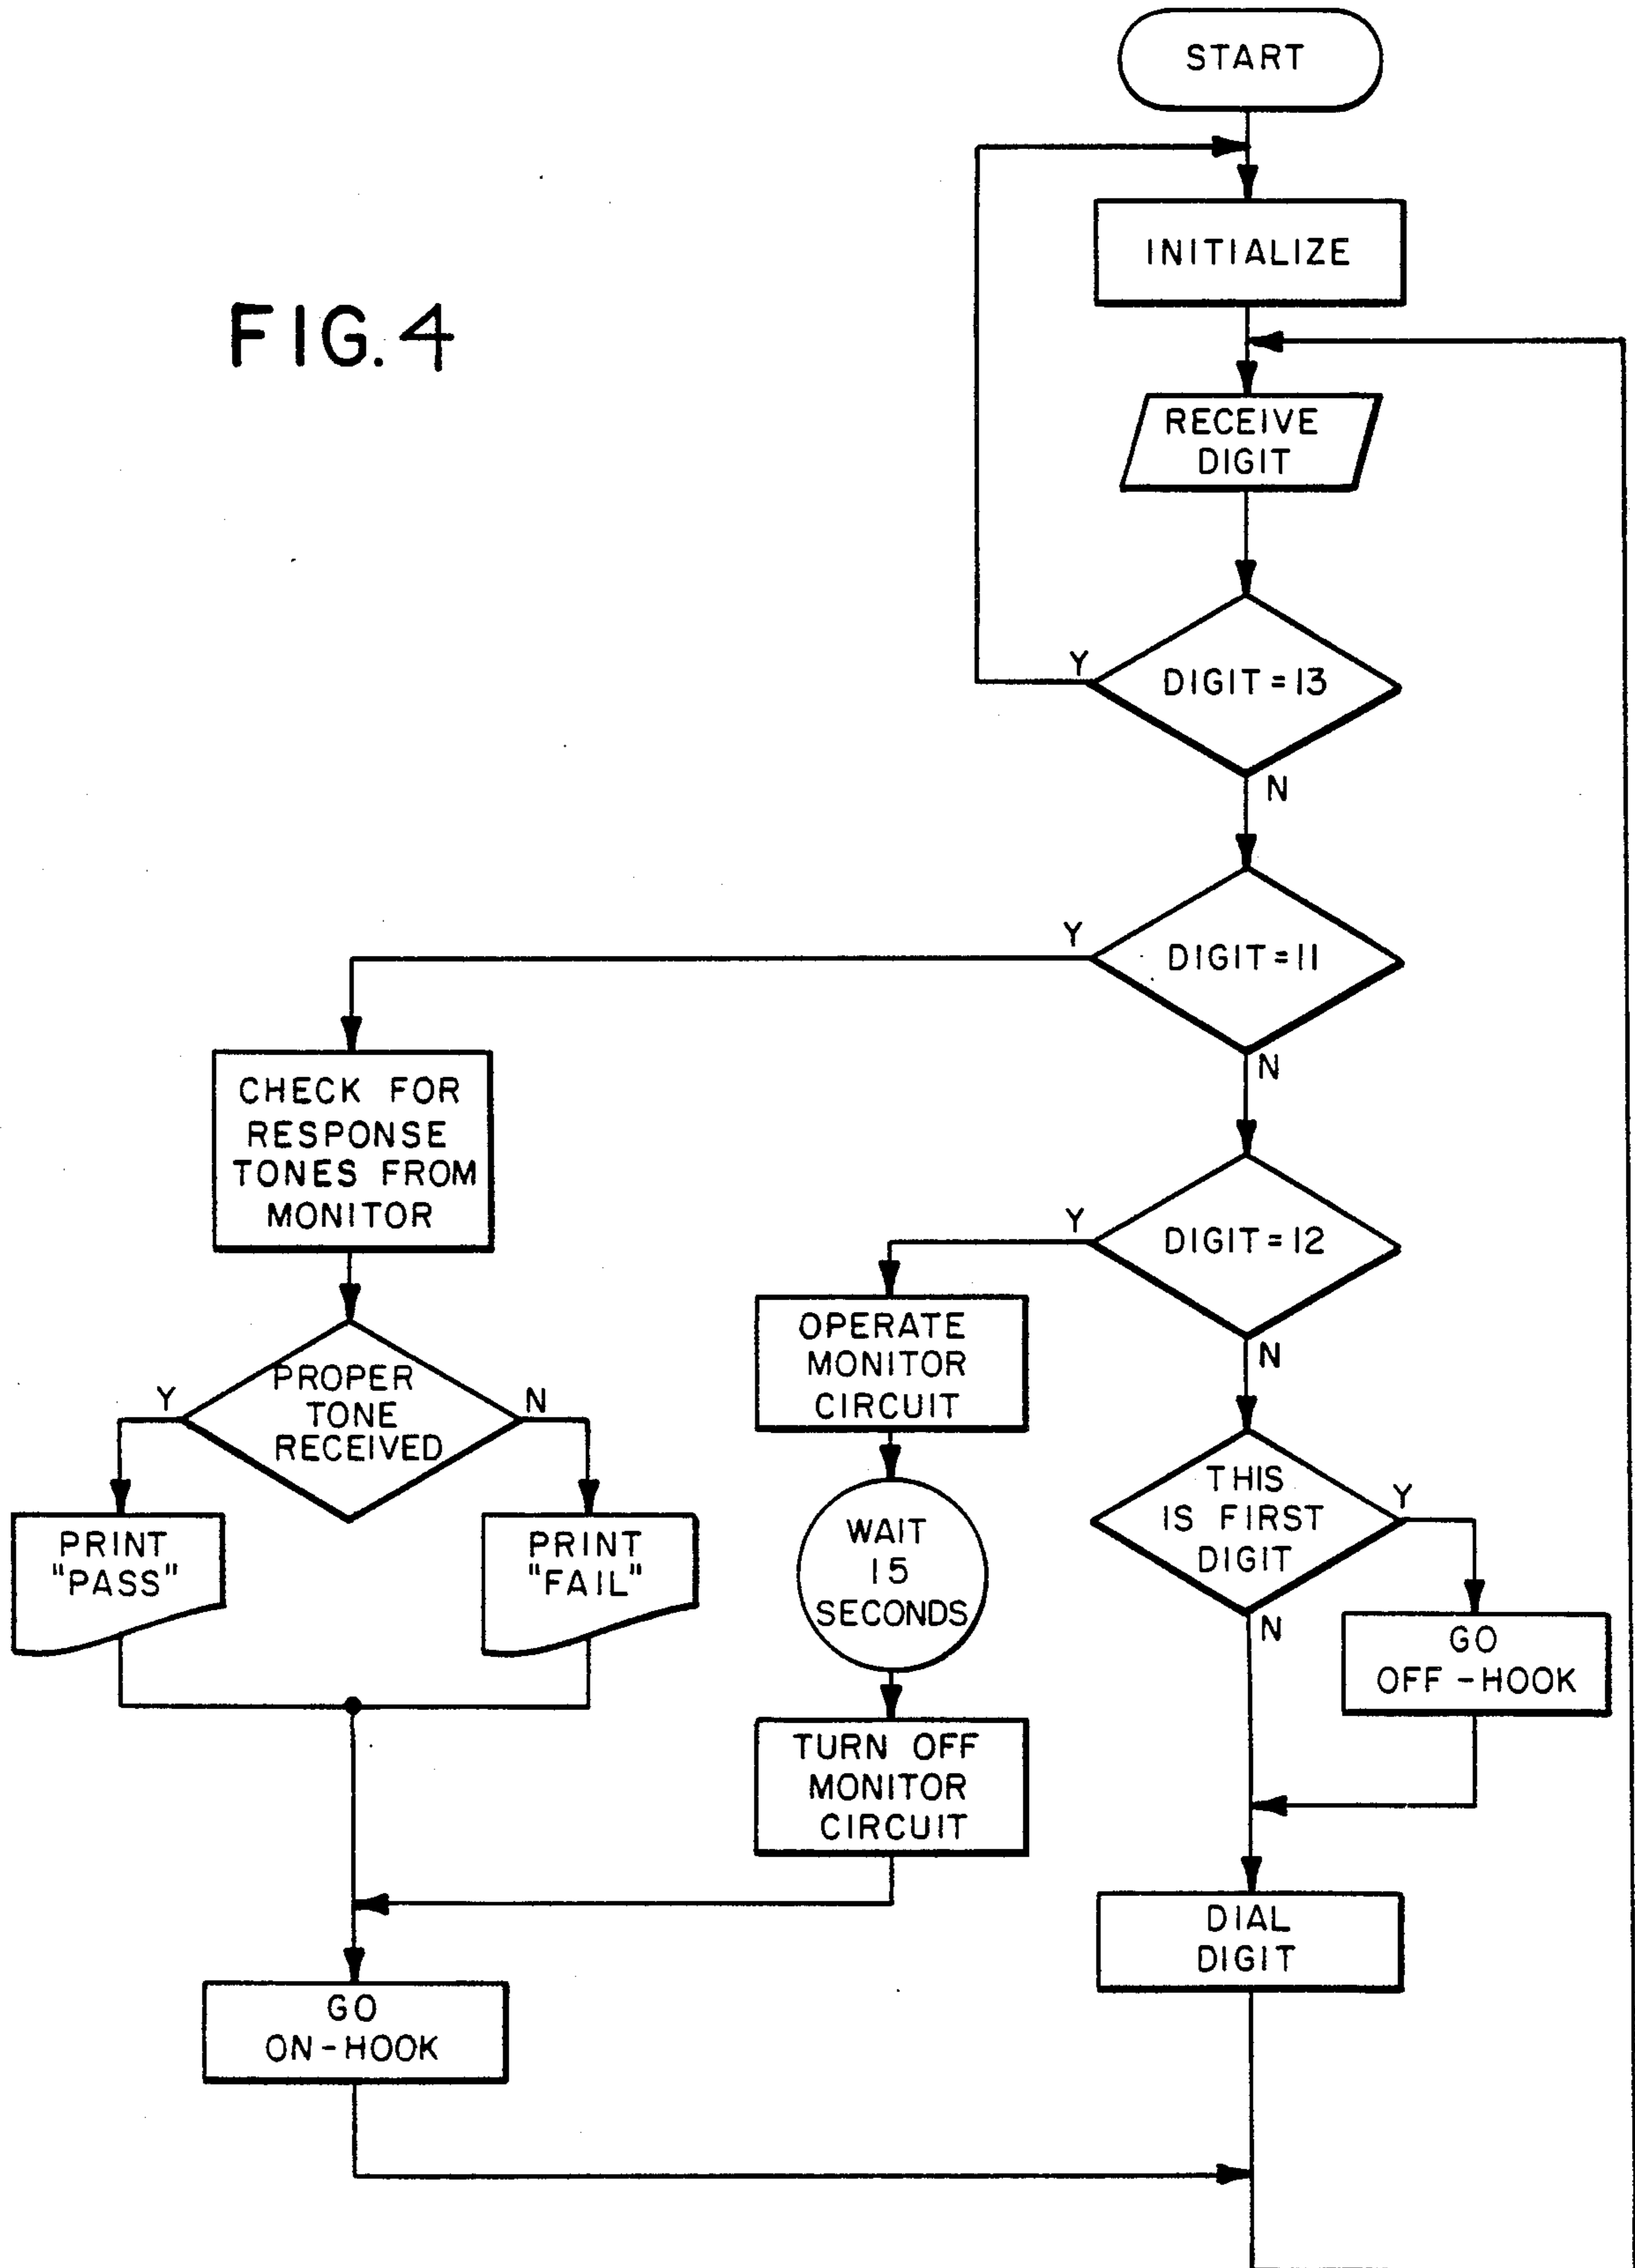 START
INITIALIZE
FIG. 4
RECEIVE
DIGIT
Y
DIGIT = 13
N
Y
DIGIT = 11
N
CHECK FOR
RESPONSE
TONES FROM
MONITOR
Y
DIGIT = 12
N
OPERATE
MONITOR
CIRCUIT
Y
PROPER
TONE
RECEIVED
N
THIS
IS FIRST
DIGIT
Y
N
PRINT
"PASS"
PRINT
"FAIL"
WAIT
15
SECONDS
GO
OFF-HOOK
TURN OFF
MONITOR
CIRCUIT
DIAL
DIGIT
GO
ON-HOOK